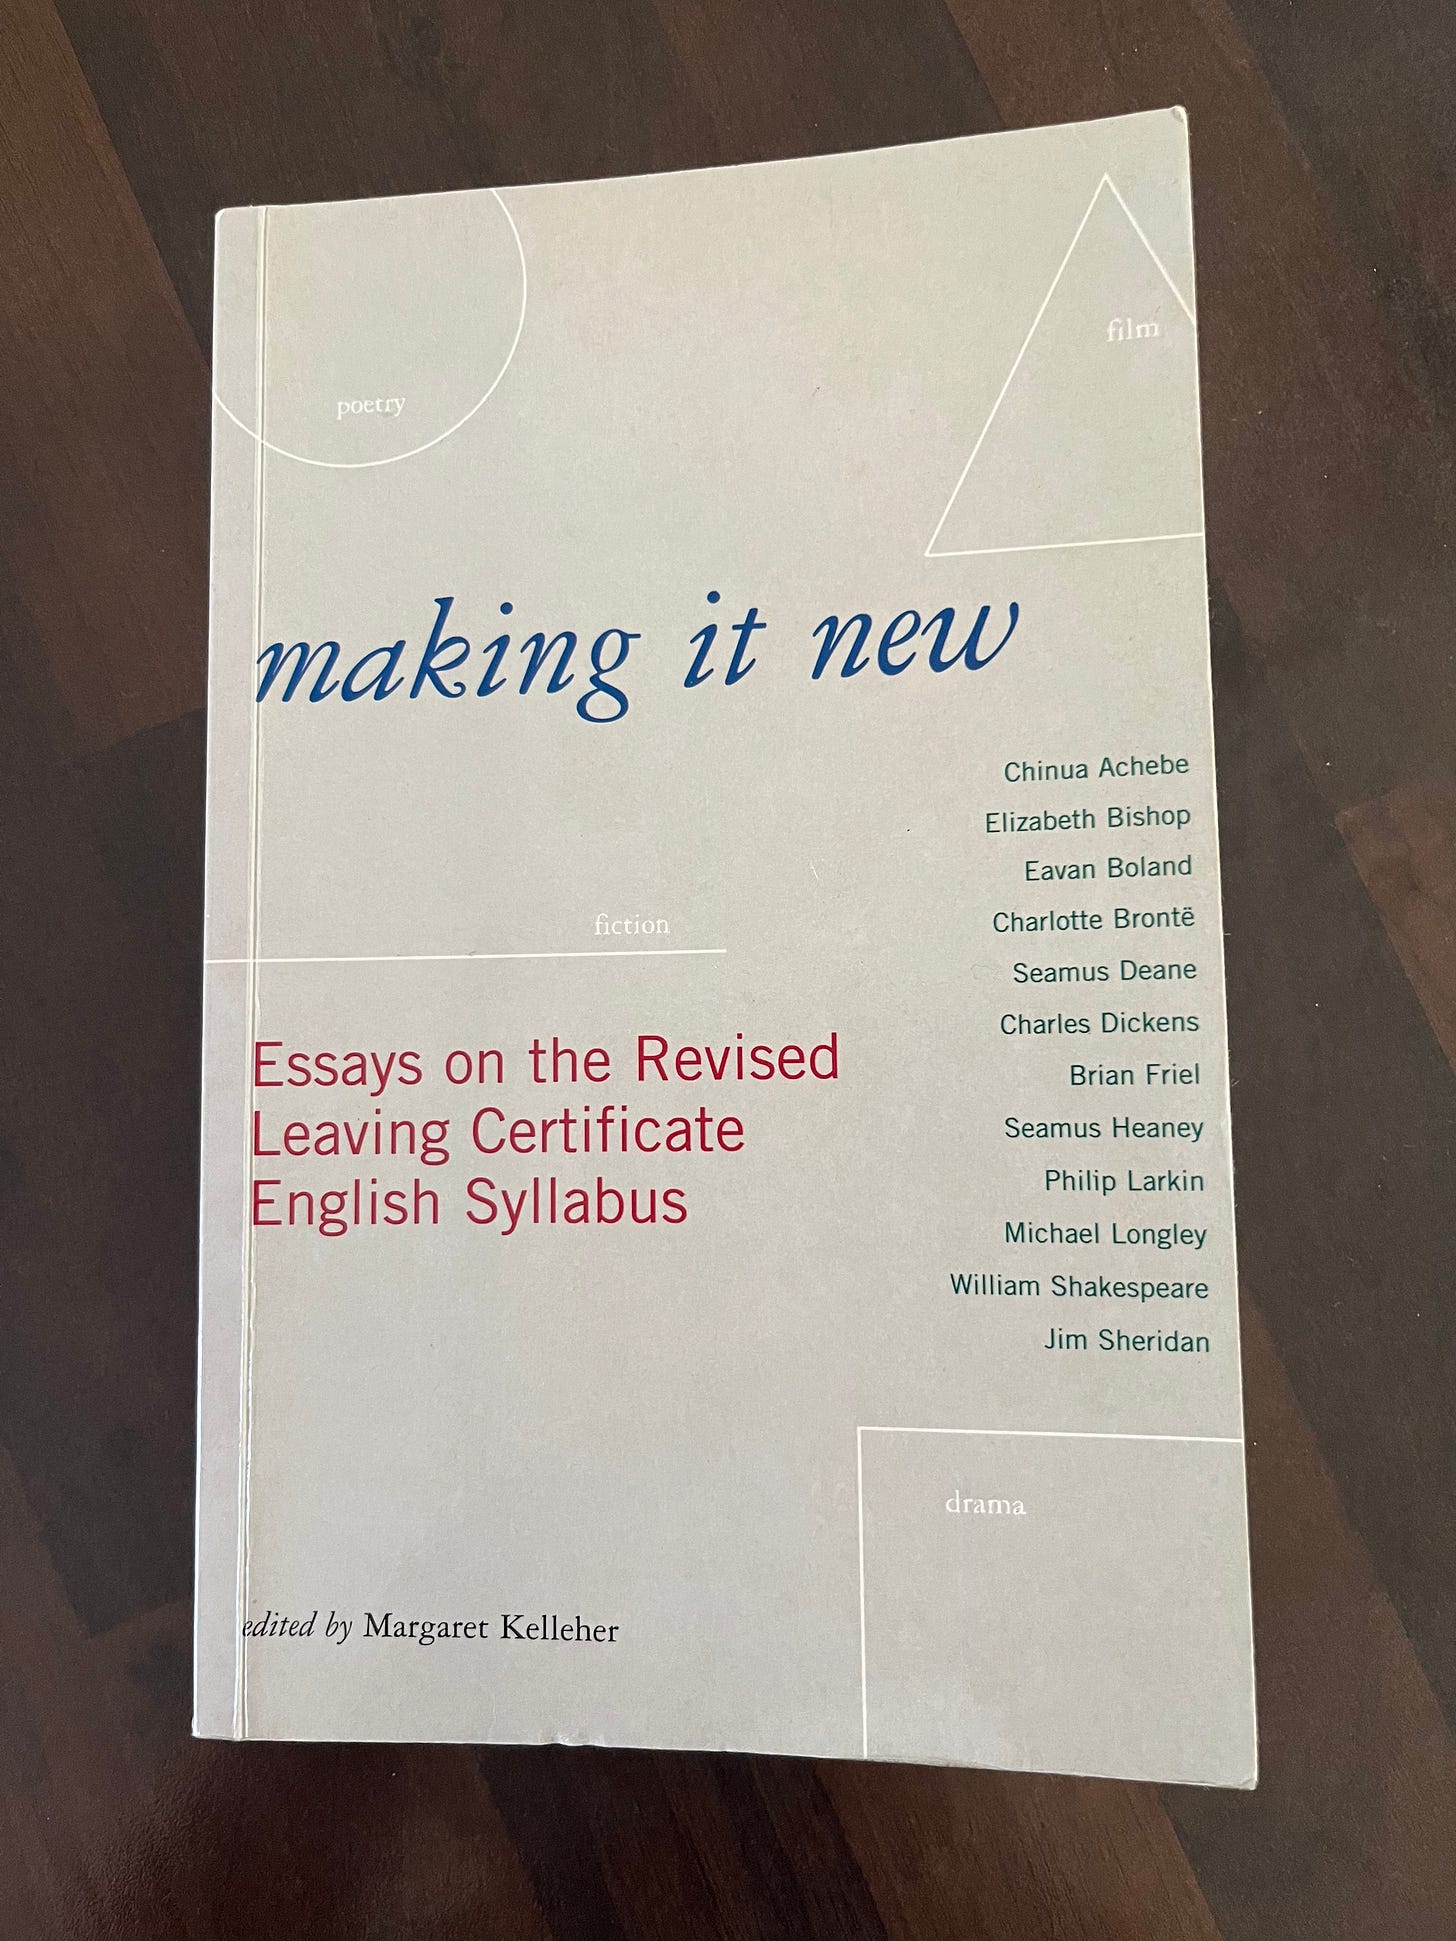 poetry
film
making it new
Chinua Achebe
Elizabeth Bishop
Eavan Boland
Charlotte Brontë
Seamus Deane
Charles Dickens
Brian Friel
Seamus Heaney
Philip Larkin
Michael Longley
William Shakespeare
Jim Sheridan
fiction
Essays on the Revised
Leaving Certificate
English Syllabus
drama
edited by Margaret Kelleher